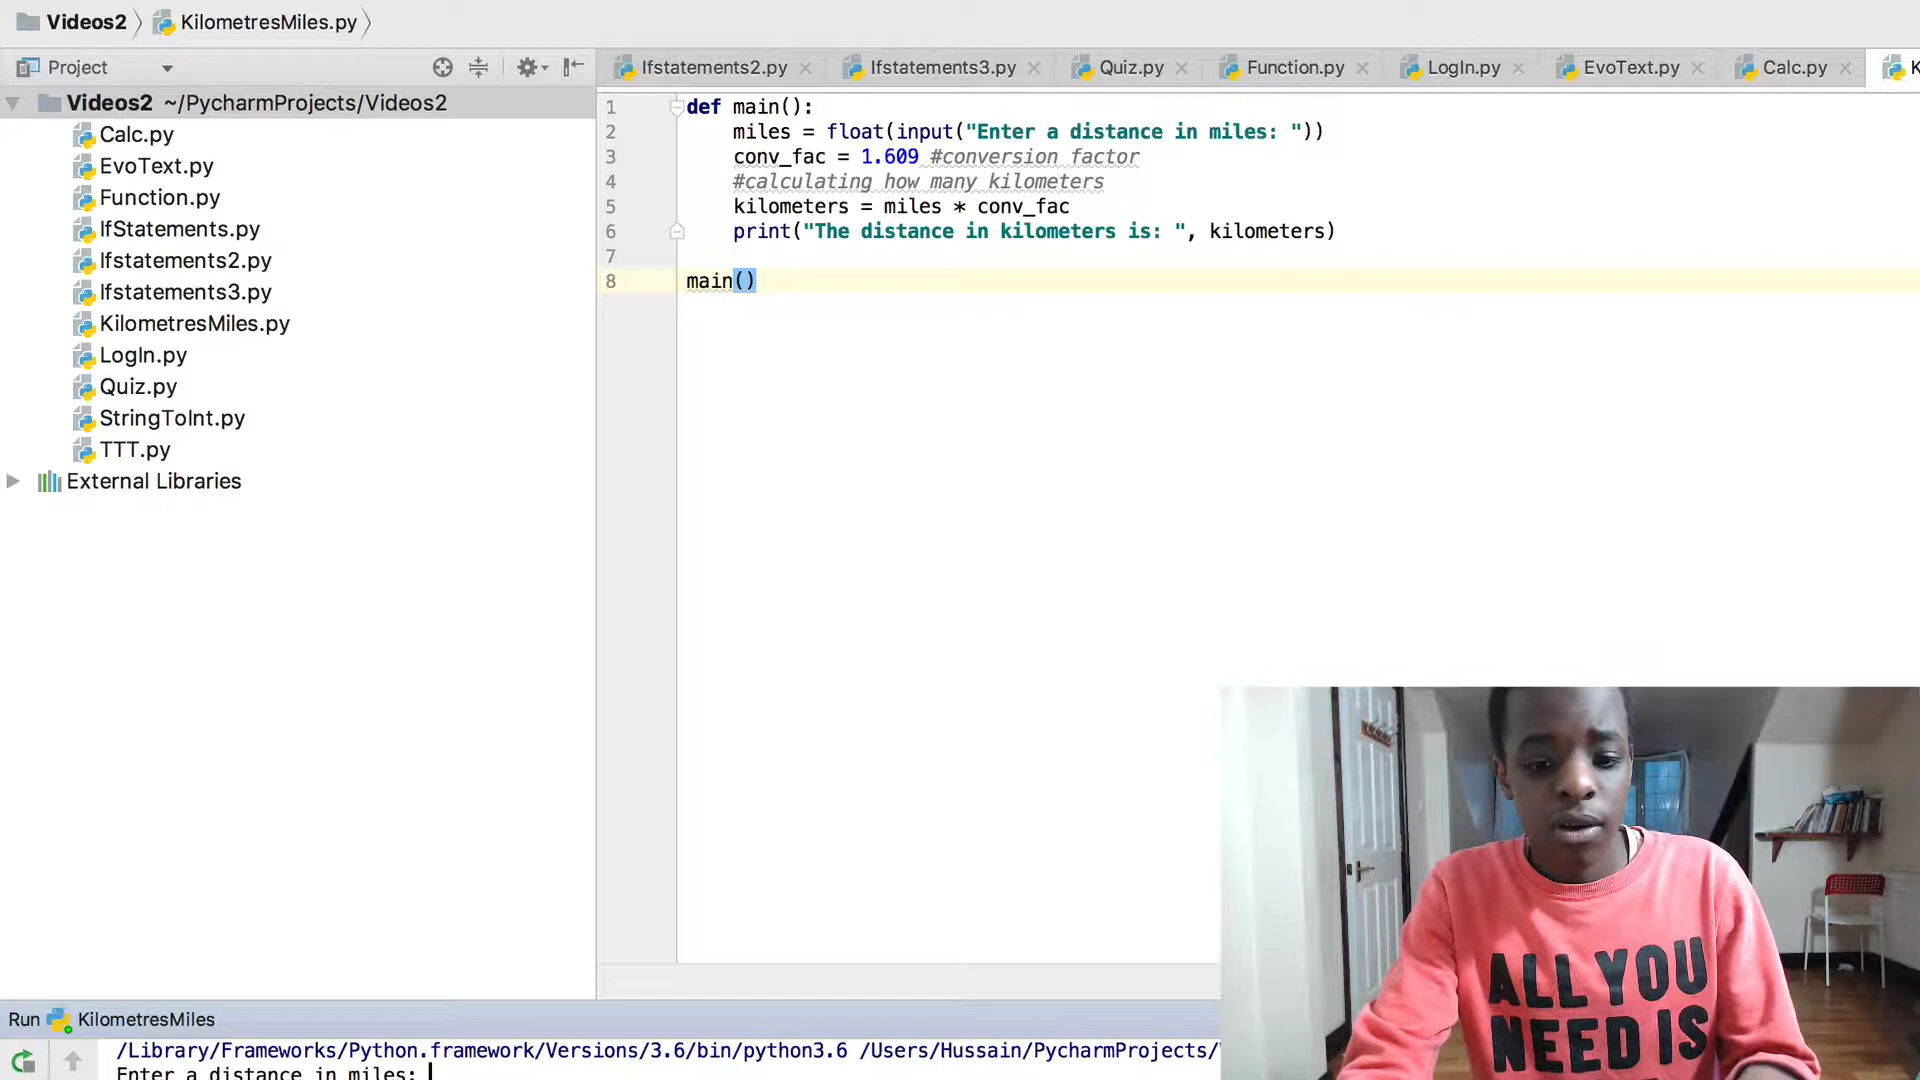 Videos2 KilometresMiles.py
Project
Ifstatements2.py Ifstatements3.py Quiz.py Function.py LogIn.py EvoText.py Calc.py K
Videos2 ~/PycharmProjects/Videos2
Calc.py
EvoText.py
Function.py
IfStatements.py
Ifstatements2.py
Ifstatements3.py
KilometresMiles.py
LogIn.py
Quiz.py
StringToInt.py
TTT.py
External Libraries
1 def main():
2 miles = float(input("Enter a distance in miles: "))
3 conv_fac = 1.609 #conversion factor
4 #calculating how many kilometers
5 kilometers = miles * conv_fac
6 print("The distance in kilometers is: ", kilometers)
7
8 main()
ALL YOU
NEED IS
Run KilometresMiles
/Library/Frameworks/Python.framework/Versions/3.6/bin/python3.6 /Users/Hussain/PycharmProjects/
Enter a distance in miles: